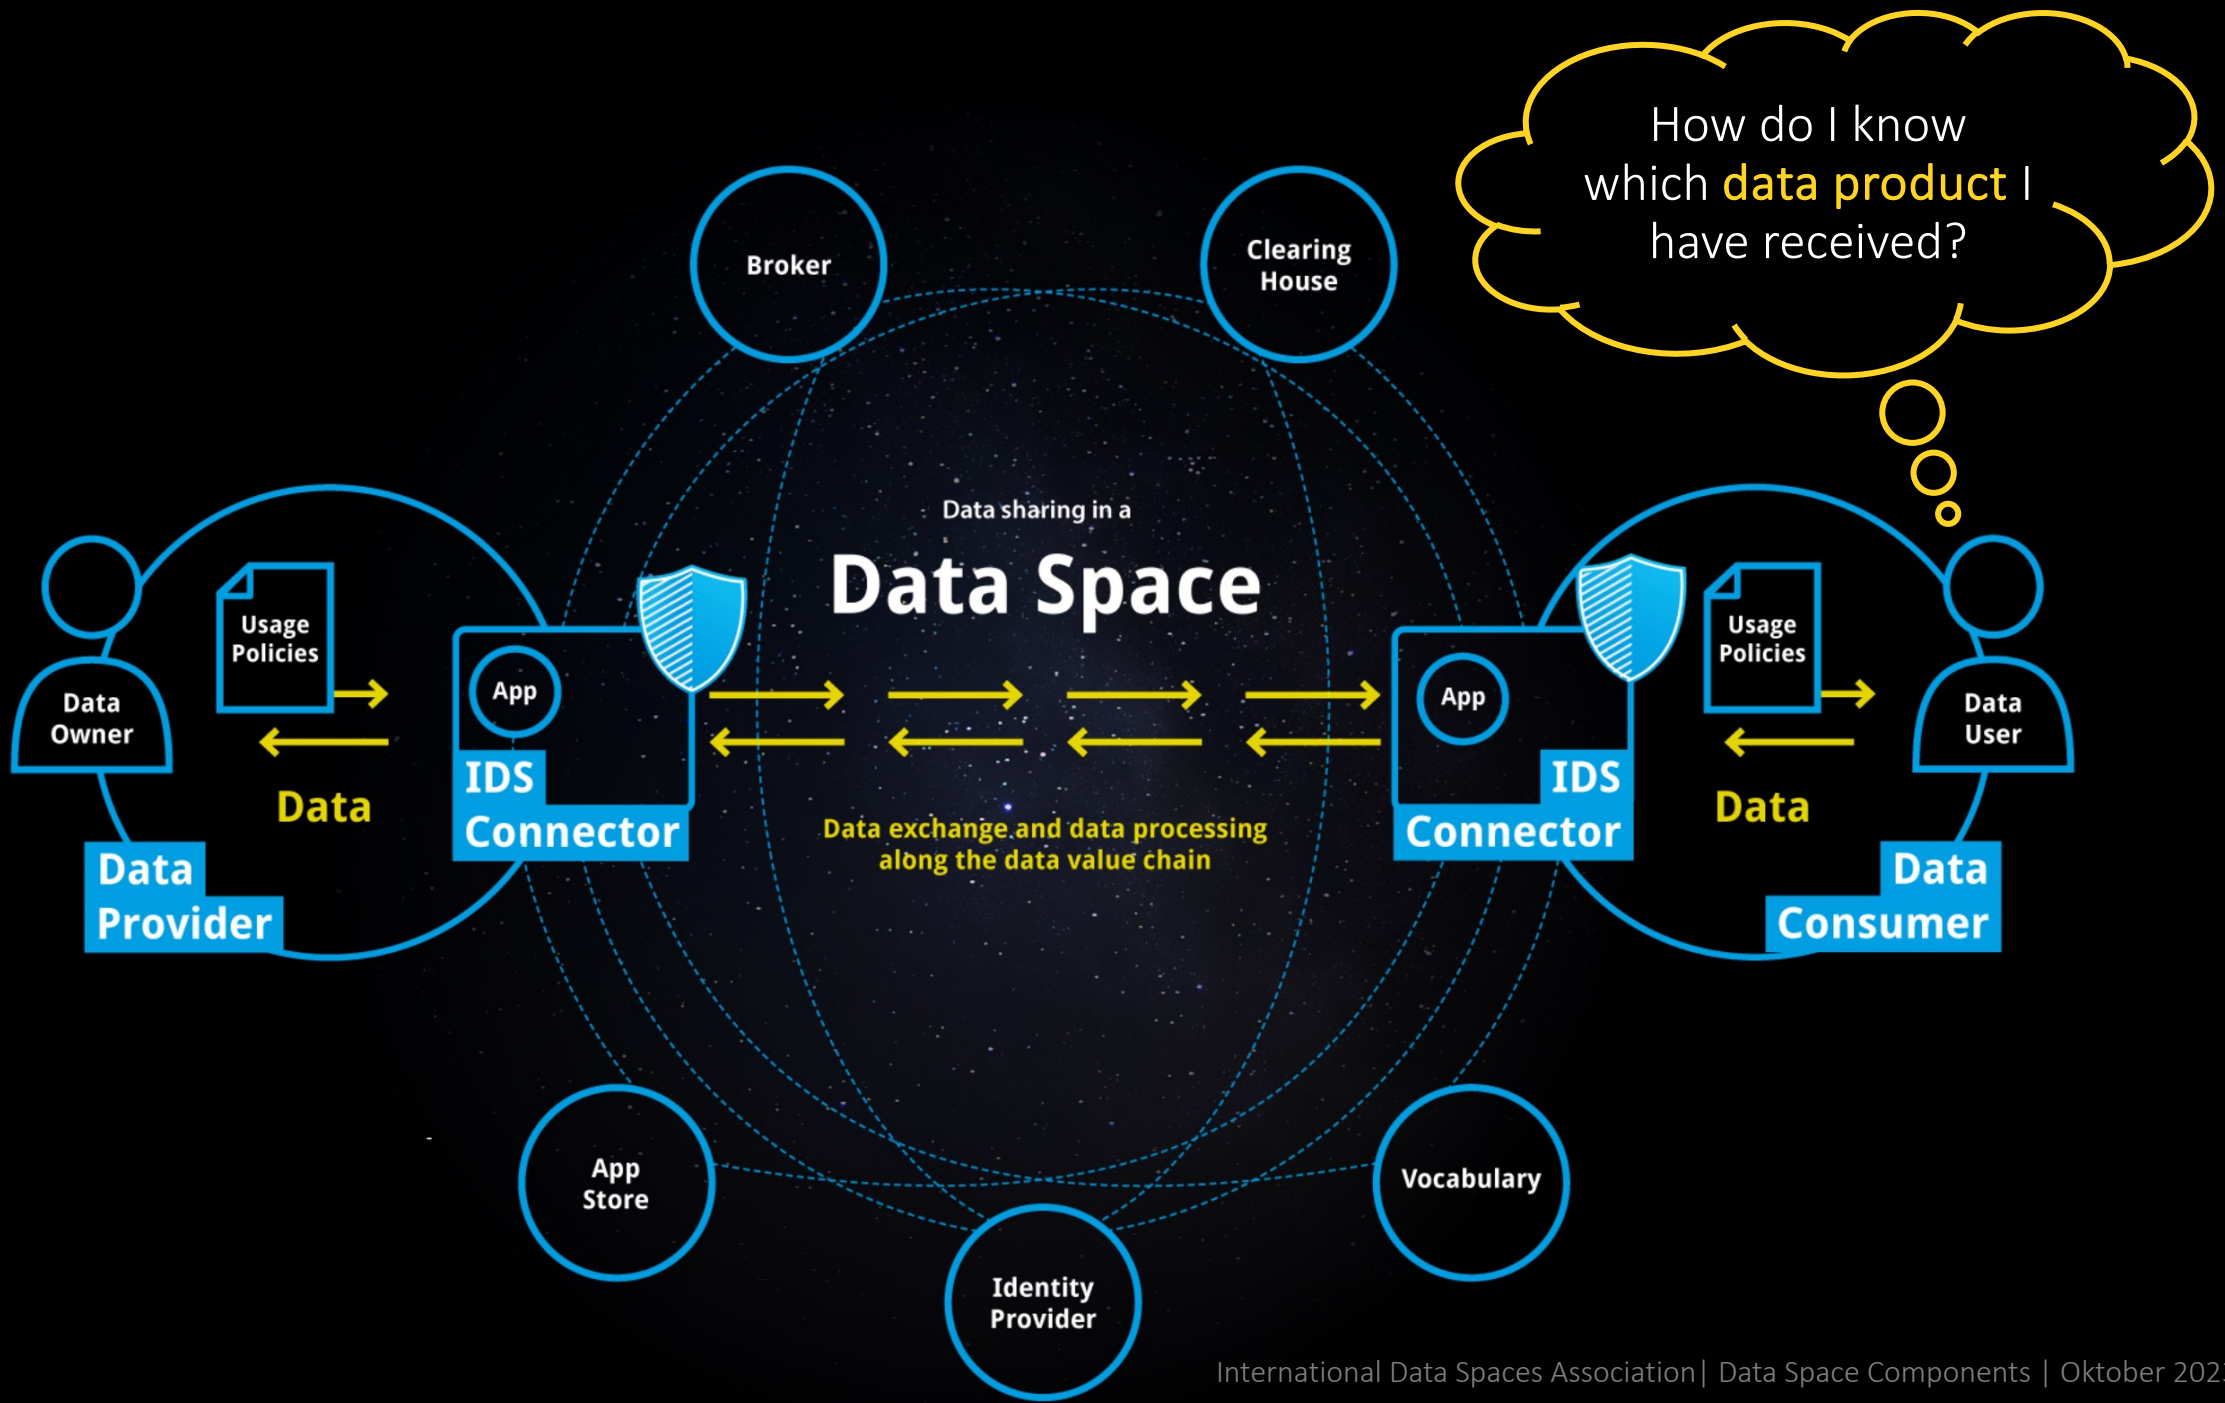 How do I know
which data product I
have received?
Broker
Clearing
House
Data sharing in a
Data Space
Usage
Policies
Data
Owner
App
IDS
Connector
Data
Data
Provider
Data exchange and data processing
along the data value chain
App
IDS
Connector
Usage
Policies
Data
User
Data
Data
Consumer
App
Store
Vocabulary
Identity
Provider
International Data Spaces Association| Data Space Components | Oktober 202